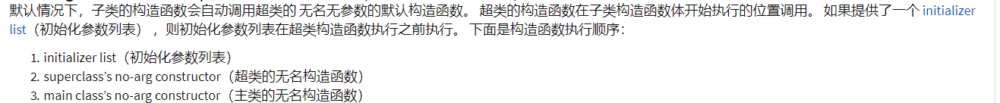 默认情况下，子类的构造函数会自动调用超类的 无名无参数的默认构造函数。 超类的构造函数在子类构造函数体开始执行的位置调用。 如果提供了一个 initializer
list（初始化参数列表） ，则初始化参数列表在超类构造函数执行之前执行。 下面是构造函数执行顺序：
1. initializer list（初始化参数列表）
2. superclass’s no-arg constructor（超类的无名构造函数）
3. main class’s no-arg constructor（主类的无名构造函数）